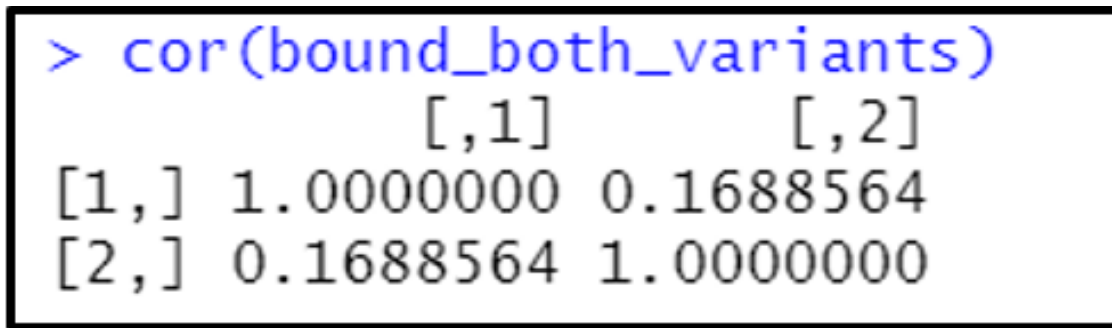 > cor(bound_both_variants)
[,1] [,2]
[1,] 1.0000000 0.1688564
[2,] 0.1688564 1.0000000